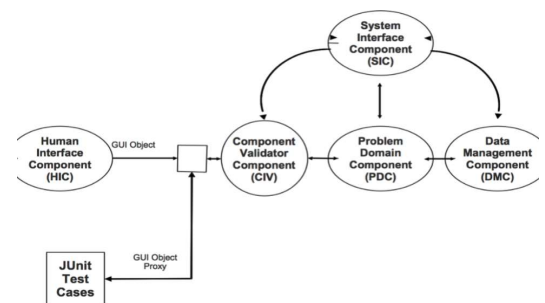 System
Interface
Component
(SIC)
Human
Interface
Component
(HIC)
GUI Object
Component
Validator
Component
(CIV)
Problem
Domain
Component
(PDC)
Data
Management
Component
(DMC)
GUI Object
Proxy
JUnit
Test
Cases